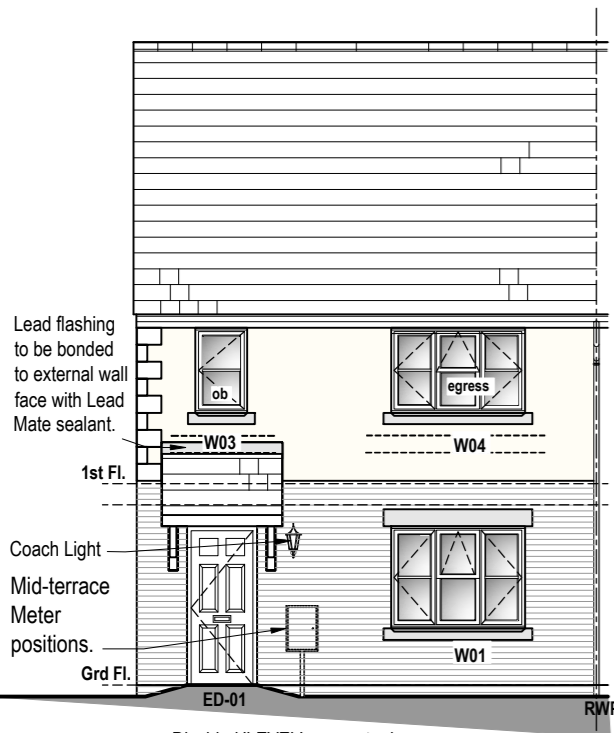 Lead flashing
to be bonded
to external wall
face with Lead
Mate sealant.
ob
egress
W03
W04
1st Fl.
Coach Light
Mid-terrace
Meter
positions.
W01
Grd Fl.
ED-01